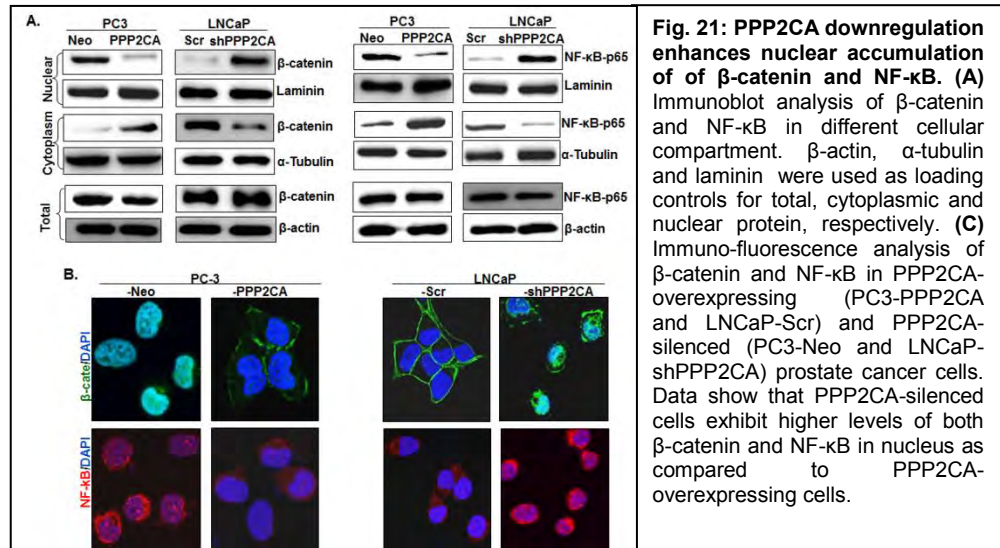 A.
PC3 LNCaP PC3 LNCaP
Neo PPP2CA Scr shPPP2CA Neo PPP2CA Scr shPPP2CA
Nuclear
β-catenin NF-κB-p65
Laminin Laminin
Cytoplasm
β-catenin NF-κB-p65
α-Tubulin α-Tubulin
Total
β-catenin NF-κB-p65
β-actin β-actin
B.
PC-3 LNCaP
-Neo -PPP2CA -Scr -shPPP2CA
β-cate/DAPI
NF-kB/DAPI
Fig. 21: PPP2CA downregulation
enhances nuclear accumulation
of of β-catenin and NF-κB. (A)
Immunoblot analysis of β-catenin
and NF-κB in different cellular
compartment. β-actin, α-tubulin
and laminin were used as loading
controls for total, cytoplasmic and
nuclear protein, respectively. (C)
Immuno-fluorescence analysis of
β-catenin and NF-κB in PPP2CA-
overexpressing (PC3-PPP2CA
and LNCaP-Scr) and PPP2CA-
silenced (PC3-Neo and LNCaP-
shPPP2CA) prostate cancer cells.
Data show that PPP2CA-silenced
cells exhibit higher levels of both
β-catenin and NF-κB in nucleus as
compared to PPP2CA-
overexpressing cells.